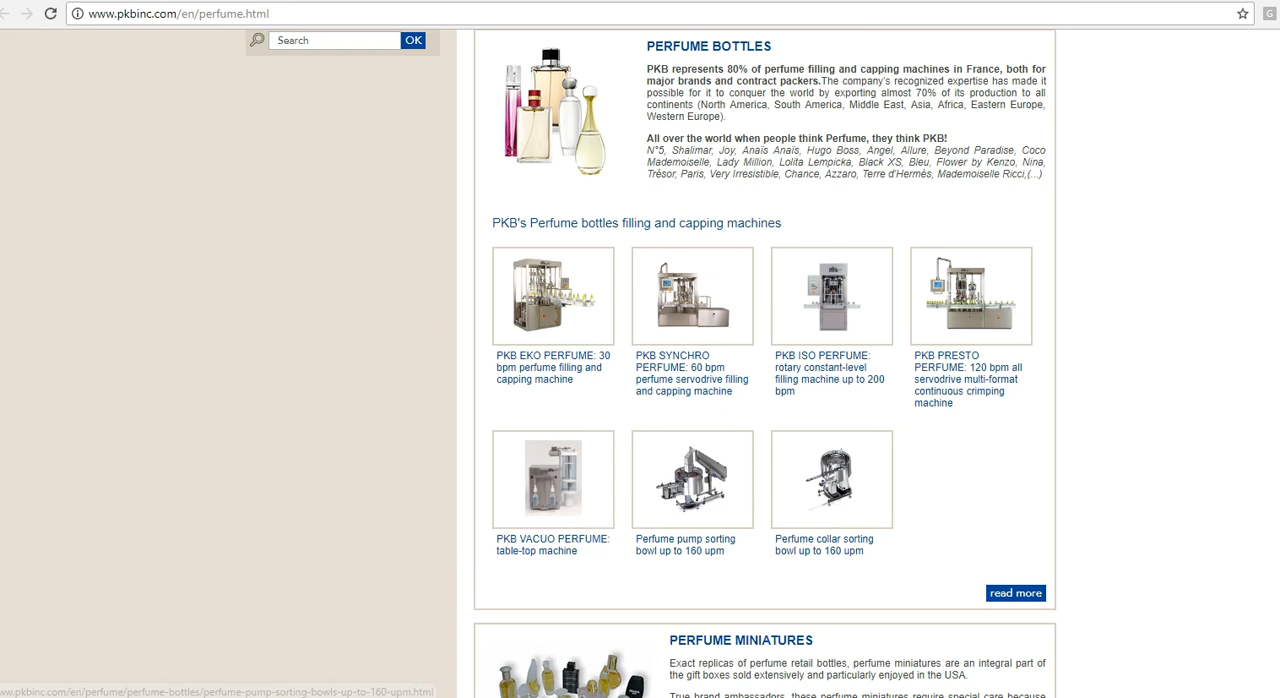 www.pkbinc.com/en/perfume.html
G
Search
OK
PERFUME BOTTLES
PKB represents 80% of perfume filling and capping machines in France, both for
major brands and contract packers.The company's recognized expertise has made it
possible for it to conquer the world by exporting almost 70% of its production to all
continents (North America, South America, Middle East, Asia, Africa, Eastern Europe,
Western Europe).
All over the world when people think Perfume, they think PKB!
N°5, Shalimar, Joy, Anaïs Anaïs, Hugo Boss, Angel, Allure, Beyond Paradise, Coco
Mademoiselle, Lady Million, Lolita Lempicka, Black XS, Bleu, Flower by Kenzo, Nina,
Trésor, Paris, Very Irresistible, Chance, Azzaro, Terre d'Hermès, Mademoiselle Ricci,(...)
PKB's Perfume bottles filling and capping machines
PKB EKO PERFUME: 30
bpm perfume filling and
capping machine
PKB SYNCHRO
PERFUME: 60 bpm
perfume servodrive filling
and capping machine
PKB ISO PERFUME:
rotary constant-level
filling machine up to 200
bpm
PKB PRESTO
PERFUME: 120 bpm all
servodrive multi-format
continuous crimping
machine
PKB VACUO PERFUME:
table-top machine
Perfume pump sorting
bowl up to 160 upm
Perfume collar sorting
bowl up to 160 upm
read more
PERFUME MINIATURES
Exact replicas of perfume retail bottles, perfume miniatures are an integral part of
the gift boxes sold extensively and particularly enjoyed in the USA.
True brand ambassadors, these perfume miniatures require special care because
ww.pkbinc.com/en/perfume/perfume-bottles/perfume-pump-sorting-bowls-up-to-160-upm.html